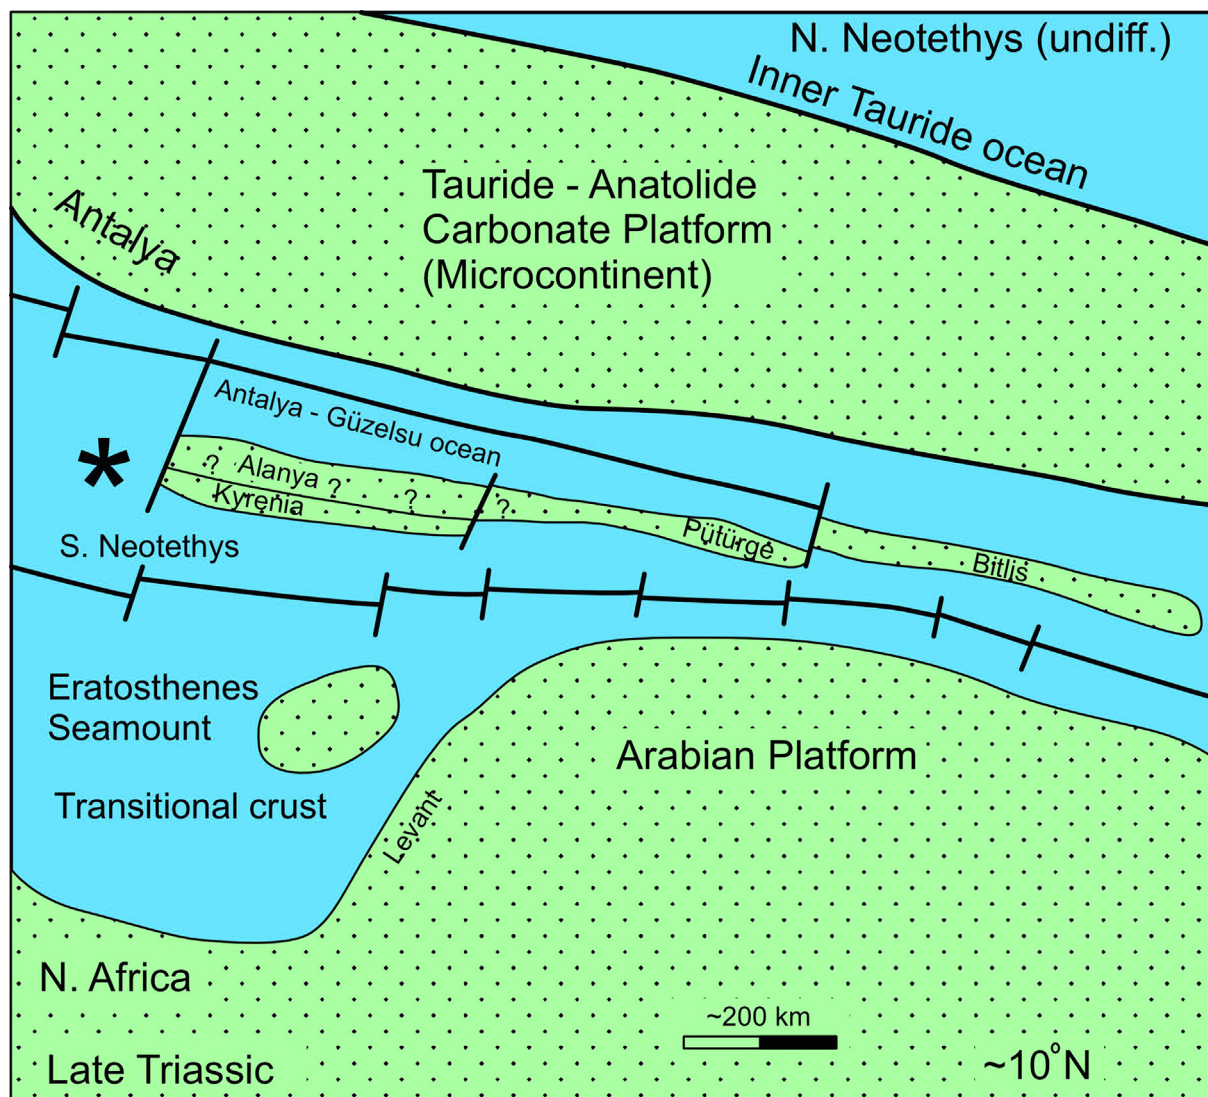 N. Neotethys (undiff.)
Inner Tauride ocean
Tauride - Anatolide
Carbonate Platform
(Microcontinent)
Antalya
Antalya - Güzelsu ocean
*
? Alanya ? ? ?
Kyrenia
Pütürge
Bitlis
S. Neotethys
Eratosthenes
Seamount
Arabian Platform
Transitional crust
Levant
N. Africa
~200 km
Late Triassic
~10°N